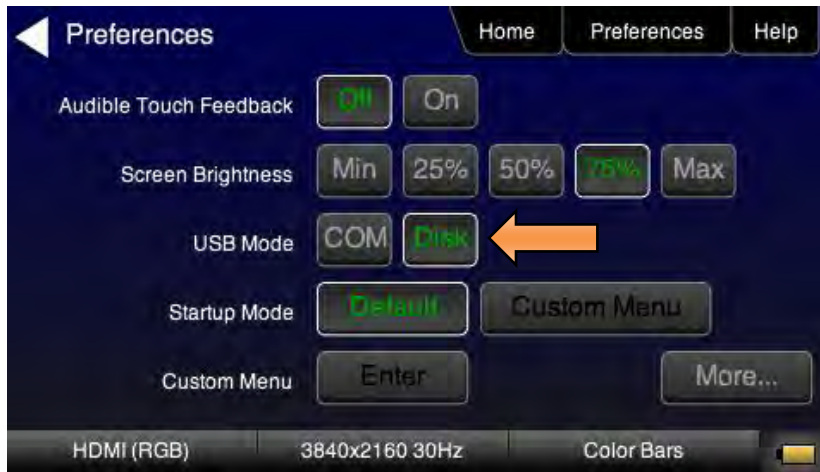 Preferences Home Preferences Help
Audible Touch Feedback Off On
Screen Brightness Min 25% 50% 75% Max
USB Mode COM Disk
Startup Mode Default Custom Menu
Custom Menu Enter More...
HDMI (RGB) 3840x2160 30Hz Color Bars